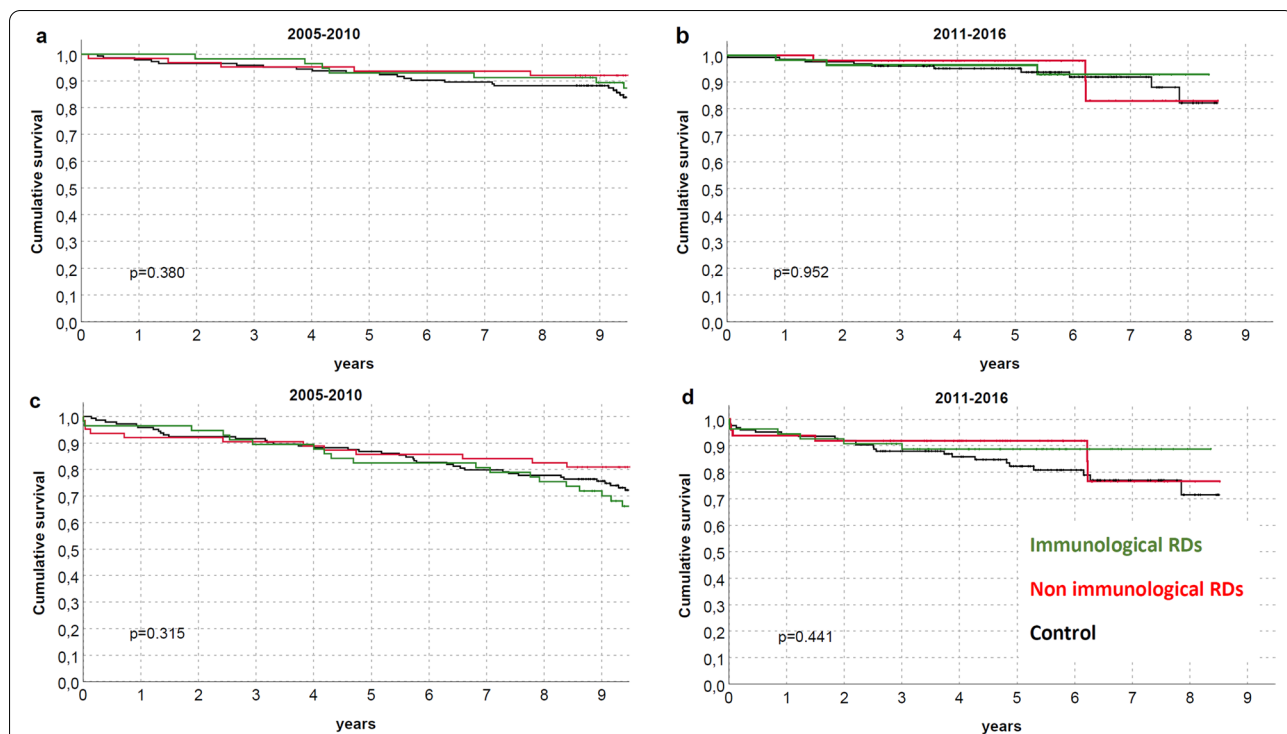 a
2005-2010
Cumulative survival
1,0
0,9
0,8
0,7
0,6
0,5
0,4
0,3
0,2
0,1
0,0
p=0.380
0 1 2 3 4 5 6 7 8 9
years
b
2011-2016
Cumulative survival
1,0
0,9
0,8
0,7
0,6
0,5
0,4
0,3
0,2
0,1
0,0
p=0.952
0 1 2 3 4 5 6 7 8 9
years
c
2005-2010
Cumulative survival
1,0
0,9
0,8
0,7
0,6
0,5
0,4
0,3
0,2
0,1
0,0
p=0.315
0 1 2 3 4 5 6 7 8 9
years
d
2011-2016
Cumulative survival
1,0
0,9
0,8
0,7
0,6
0,5
0,4
0,3
0,2
0,1
0,0
p=0.441
Immunological RDs
Non immunological RDs
Control
0 1 2 3 4 5 6 7 8 9
years